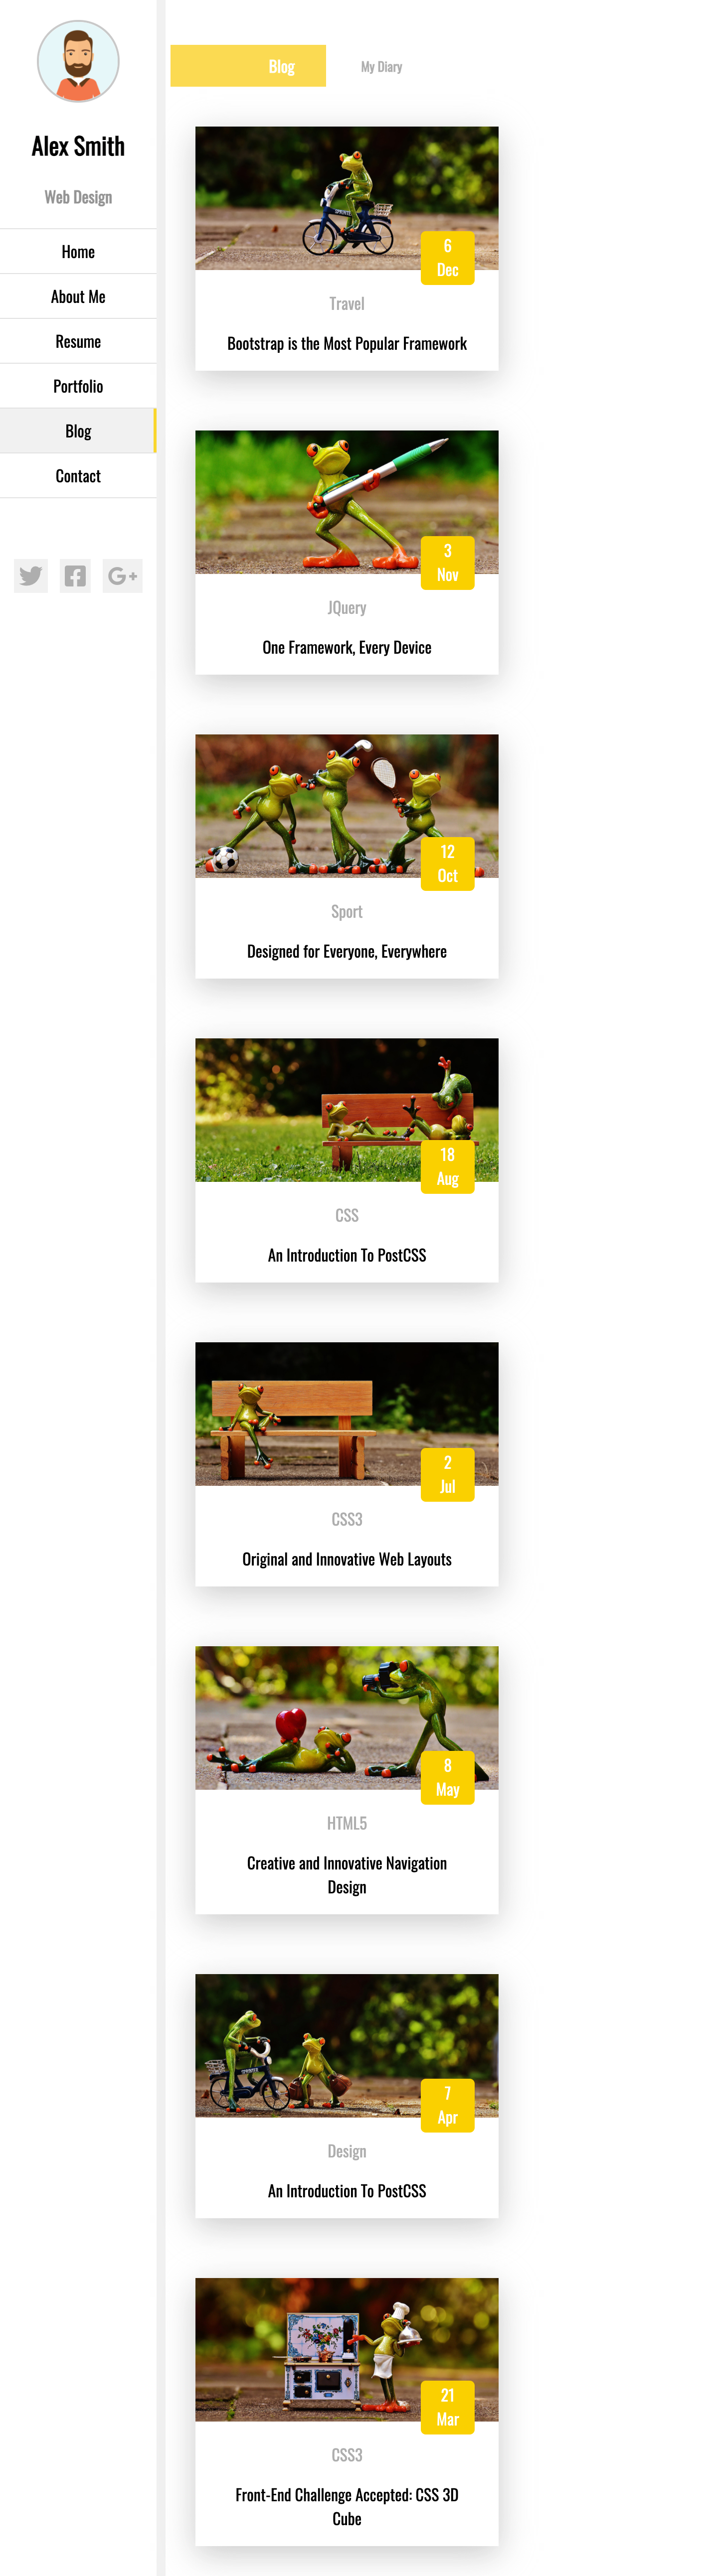 Alex Smith
Web Design
Home
About Me
Resume
Portfolio
Blog
Contact
Blog
My Diary
6
Dec
Travel
Bootstrap is the Most Popular Framework
3
Nov
JQuery
One Framework, Every Device
12
Oct
Sport
Designed for Everyone, Everywhere
18
Aug
CSS
An Introduction To PostCSS
2
Jul
CSS3
Original and Innovative Web Layouts
8
May
HTML5
Creative and Innovative Navigation
Design
7
Apr
Design
An Introduction To PostCSS
21
Mar
CSS3
Front-End Challenge Accepted: CSS 3D
Cube